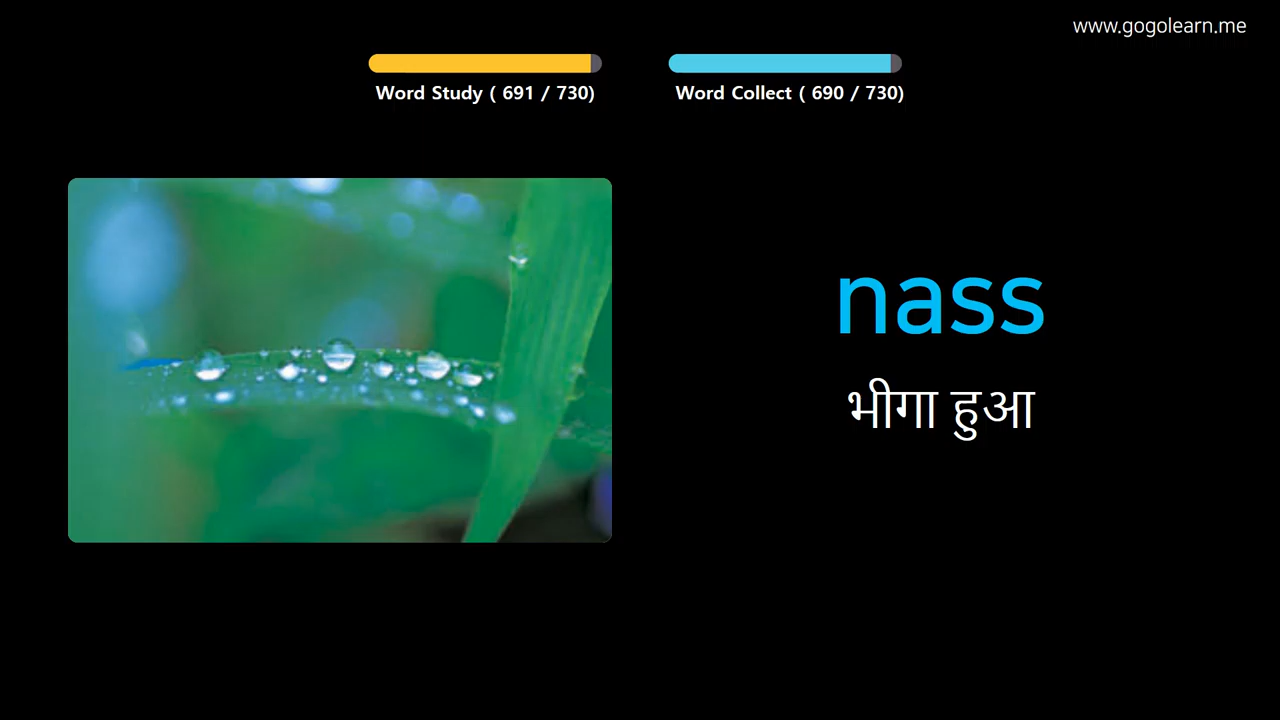 www.gogolearn.me
Word Study ( 691 / 730)
Word Collect ( 690 / 730)
nass
भीगा हुआ